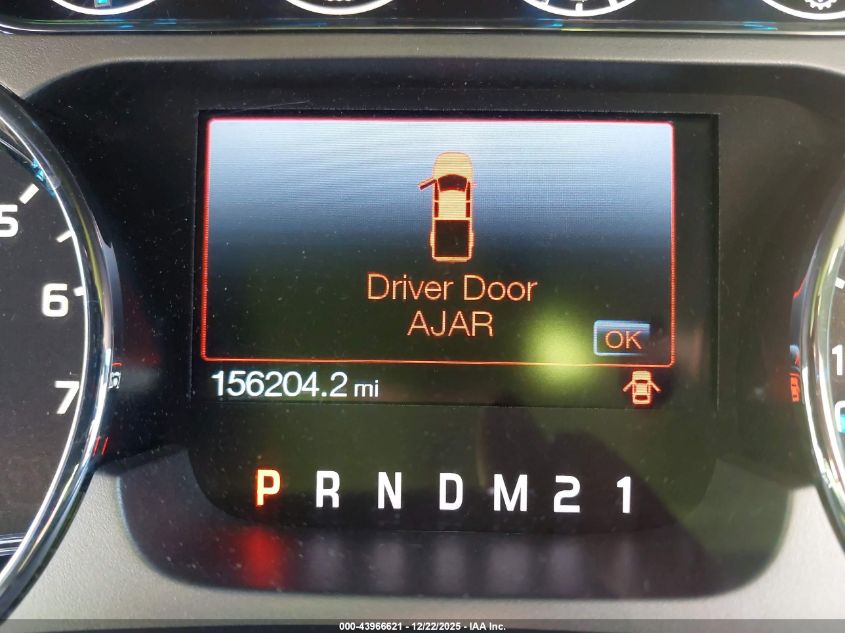 5
6
7
Driver Door
AJAR
OK
156204.2 mi
P R N D M 2 1
1
000-43966621 - 12/22/2025 - IAA Inc.